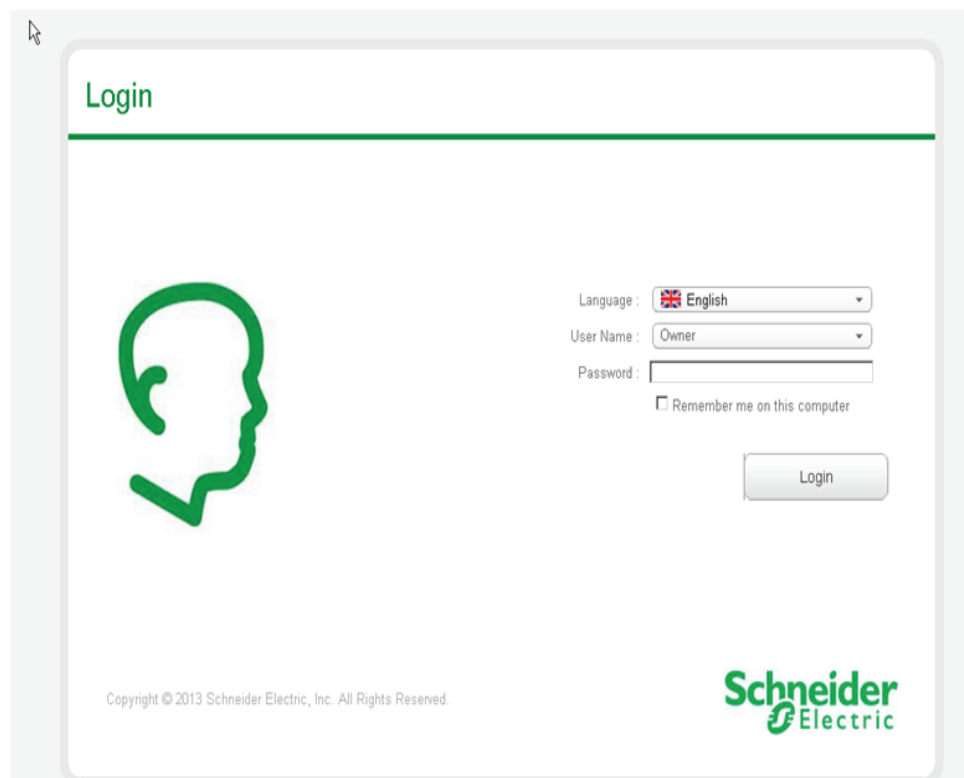 Login
Language : English
User Name : Owner
Password :
Remember me on this computer
Login
Copyright © 2013 Schneider Electric, Inc. All Rights Reserved.
Schneider
Electric